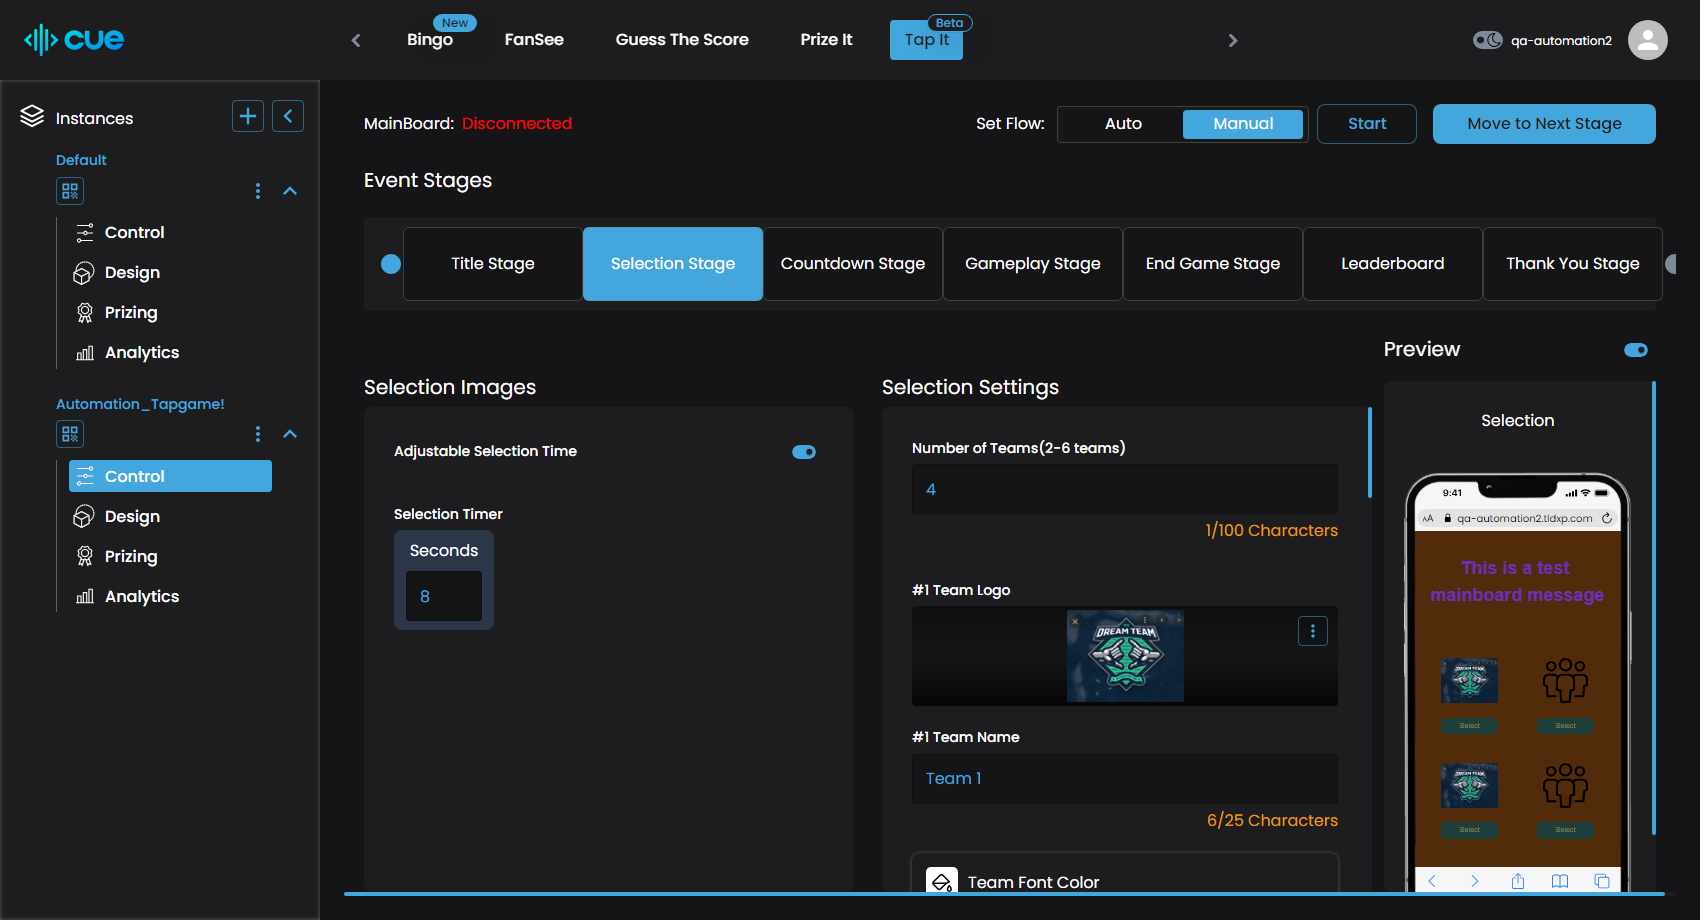 cue
New
Bingo
FanSee
Guess The Score
Prize It
Beta
Tap It
qa-automation2
Instances
Default
Control
Design
Prizing
Analytics
Automation_Tapgame!
Control
Design
Prizing
Analytics
MainBoard: Disconnected
Set Flow:
Auto
Manual
Start
Move to Next Stage
Event Stages
Title Stage
Selection Stage
Countdown Stage
Gameplay Stage
End Game Stage
Leaderboard
Thank You Stage
Selection Images
Adjustable Selection Time
Selection Timer
Seconds
8
Selection Settings
Number of Teams(2-6 teams)
4
1/100 Characters
#1 Team Logo
DREAM TEAM
#1 Team Name
Team 1
6/25 Characters
Team Font Color
Preview
Selection
9:41
AA qa-automation2.tldxp.com
This is a test
mainboard message
DREAM TEAM
Select
Select
DREAM TEAM
Select
Select